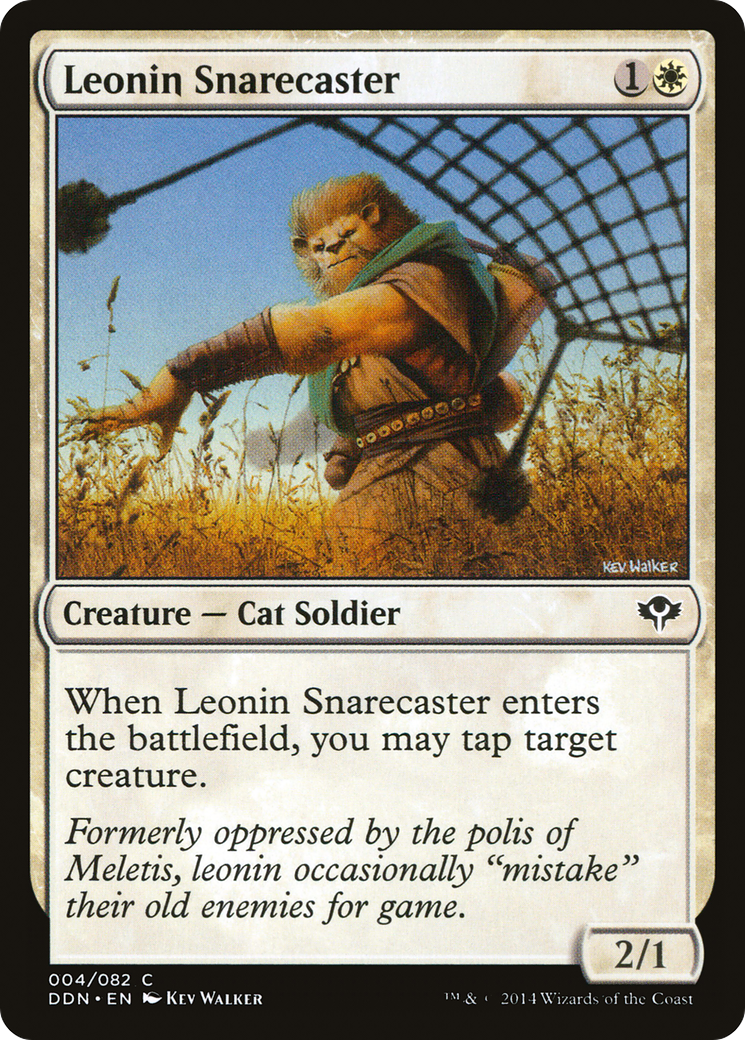 Leonin Snarecaster 1
KEV. WALKER
Creature — Cat Soldier
When Leonin Snarecaster enters
the battlefield, you may tap target
creature.
Formerly oppressed by the polis of
Meletis, leonin occasionally “mistake”
their old enemies for game.
2/1
004/082 C
DDN • EN KEV WALKER
™ & © 2014 Wizards of the Coast